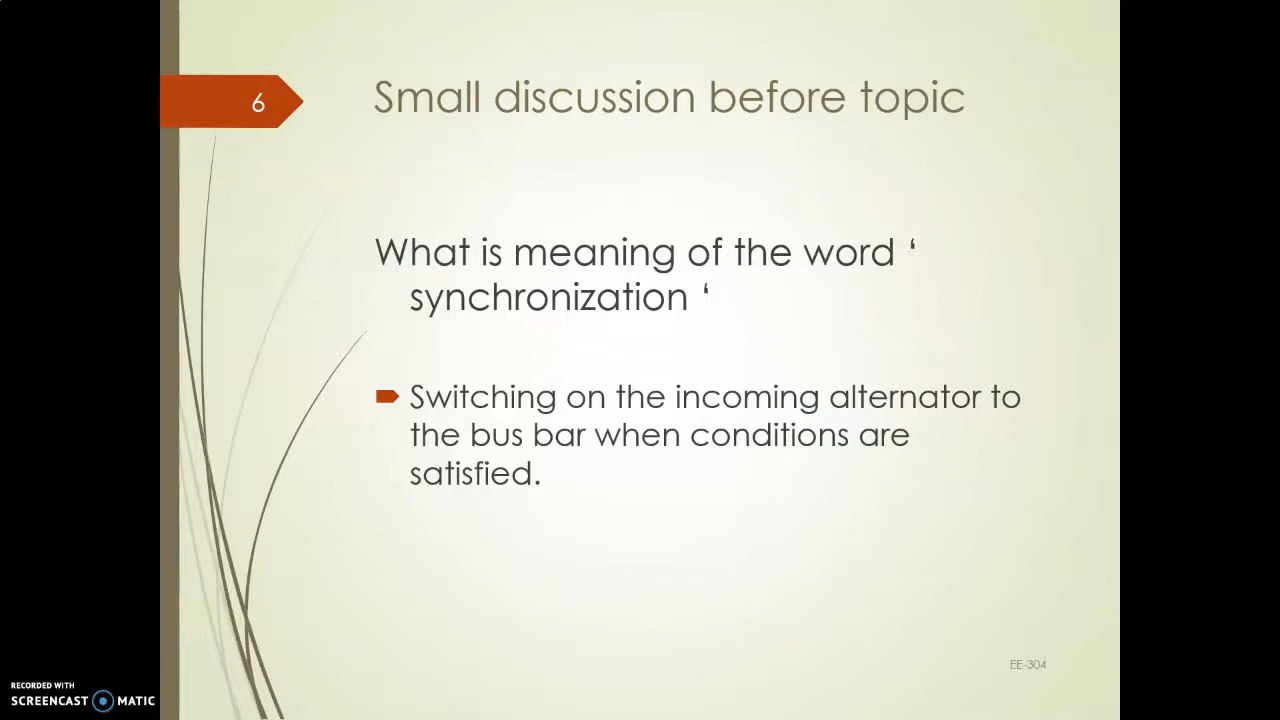 6
Small discussion before topic
What is meaning of the word ‘
synchronization ‘
Switching on the incoming alternator to
the bus bar when conditions are
satisfied.
EE-304
RECORDED WITH
SCREENCAST MATIC